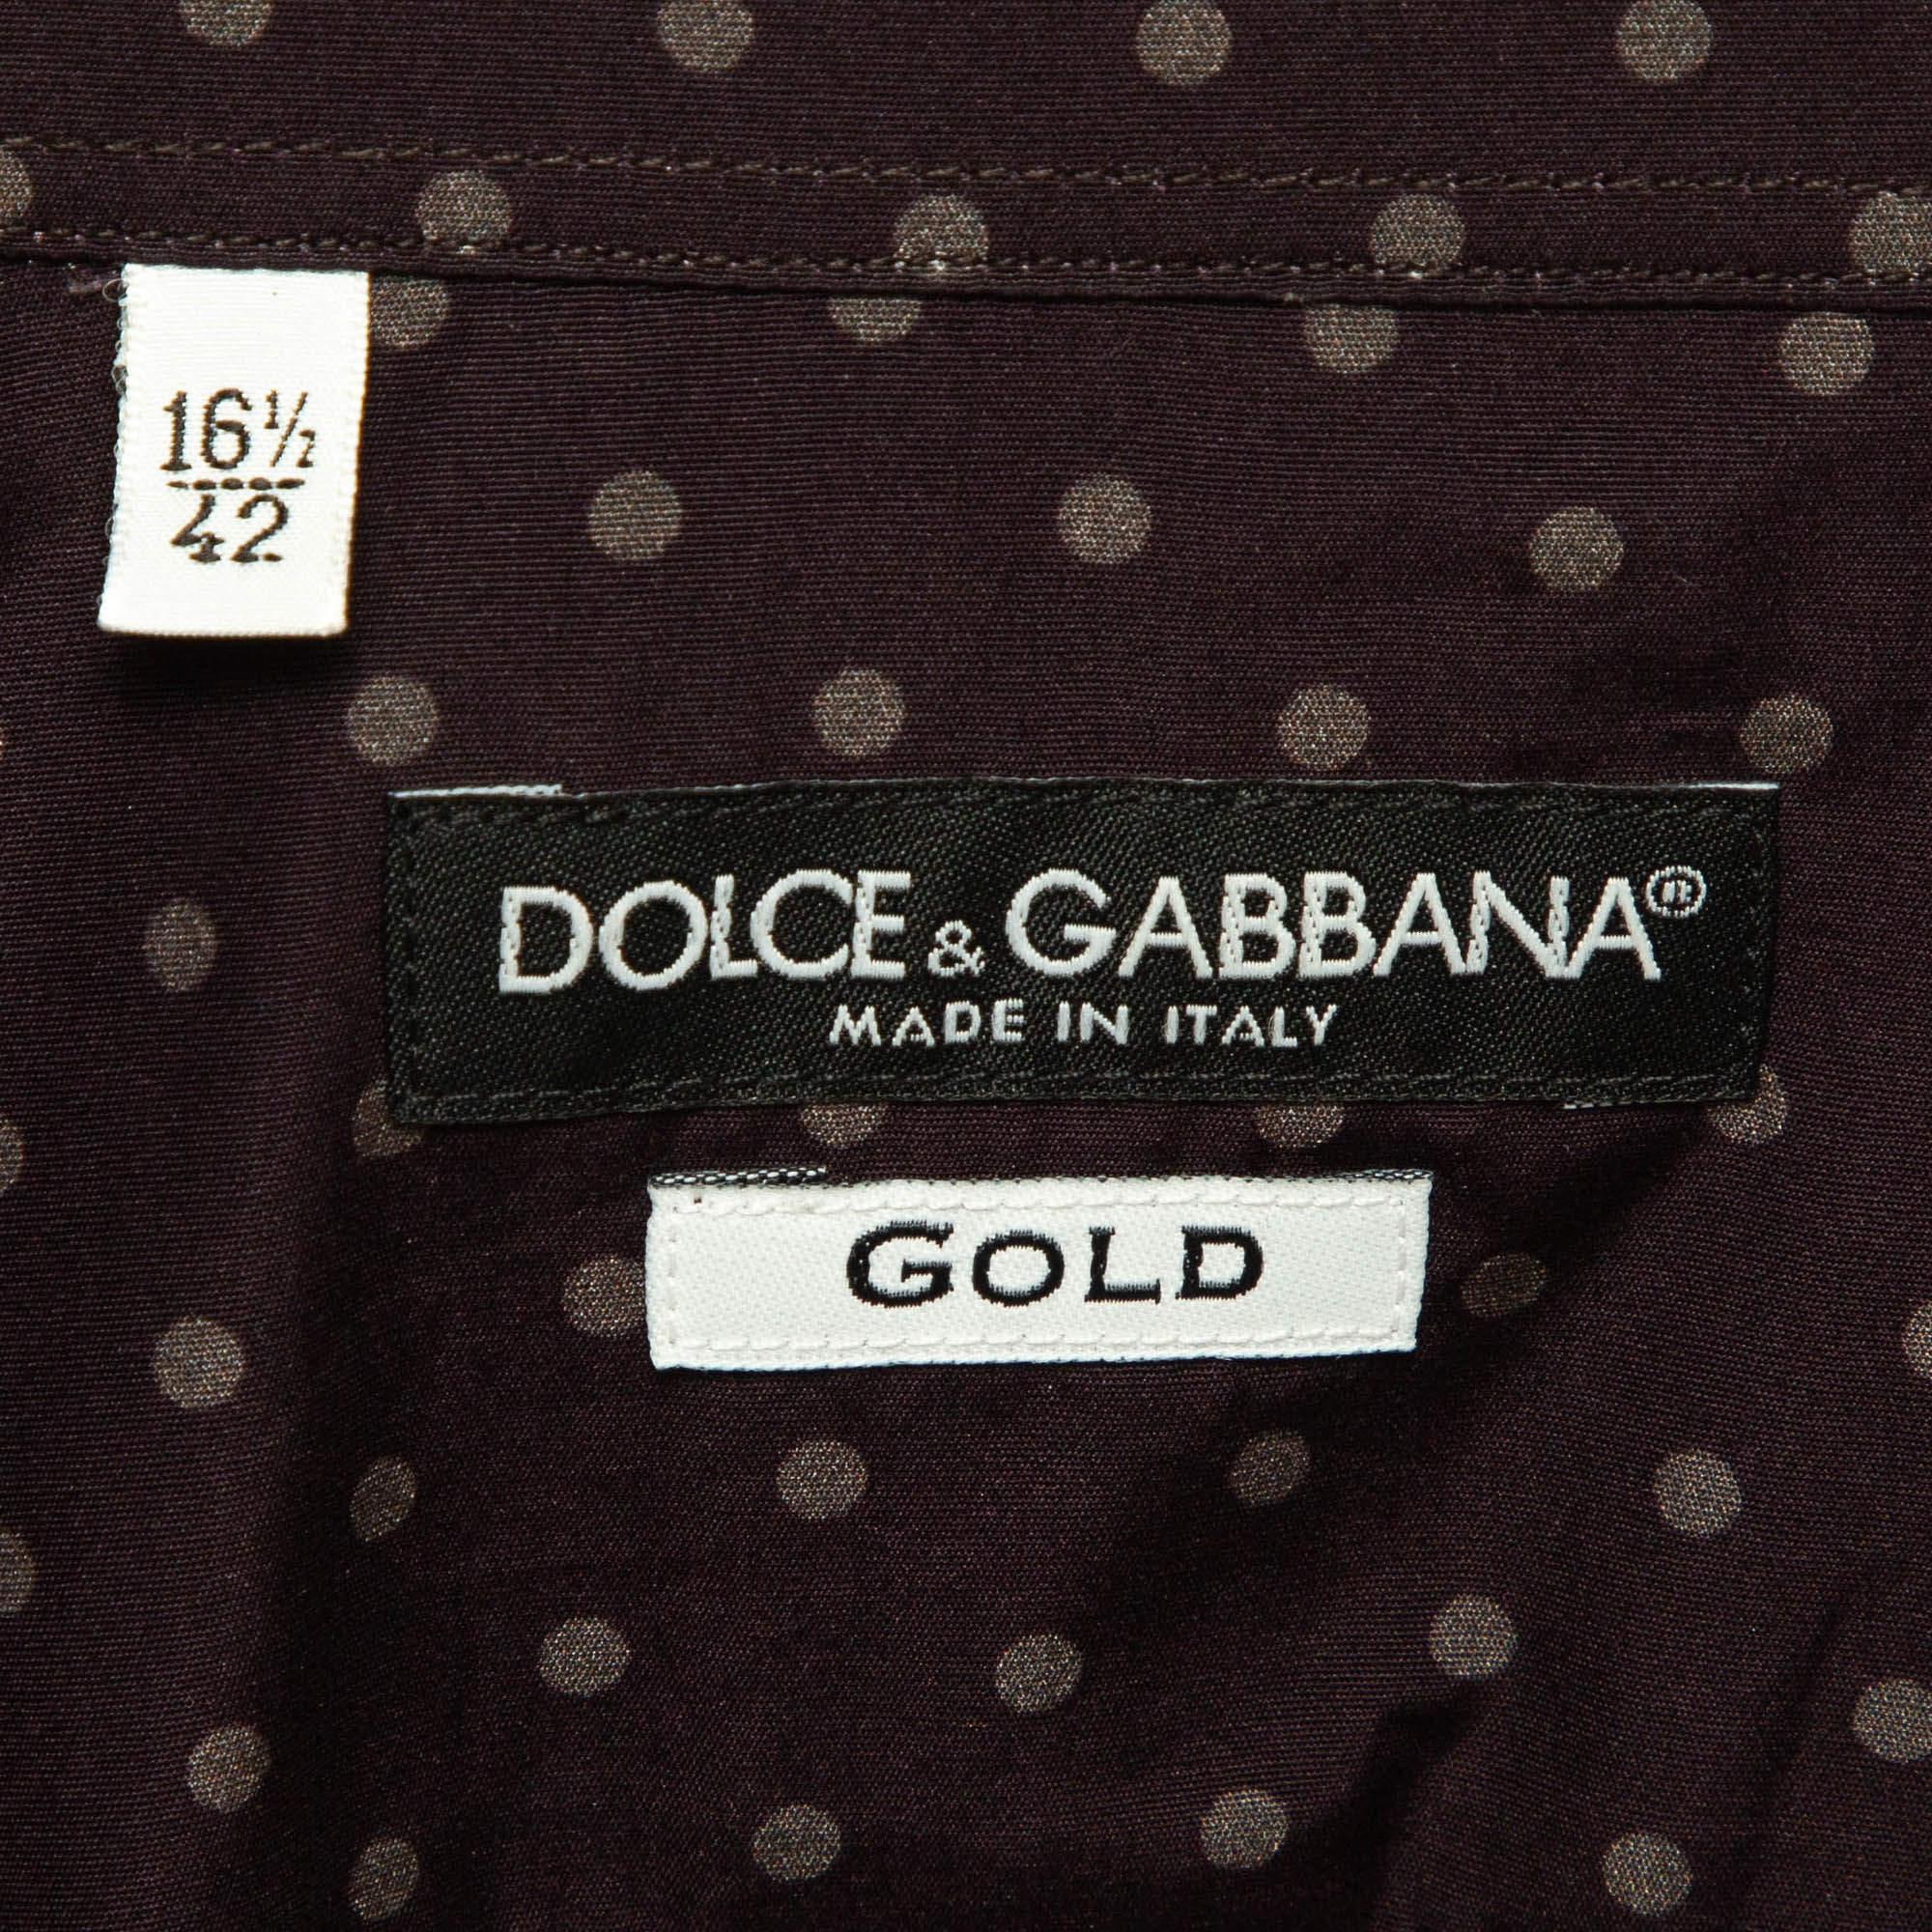 16½
42
DOLCE & GABBANA®
MADE IN ITALY
GOLD